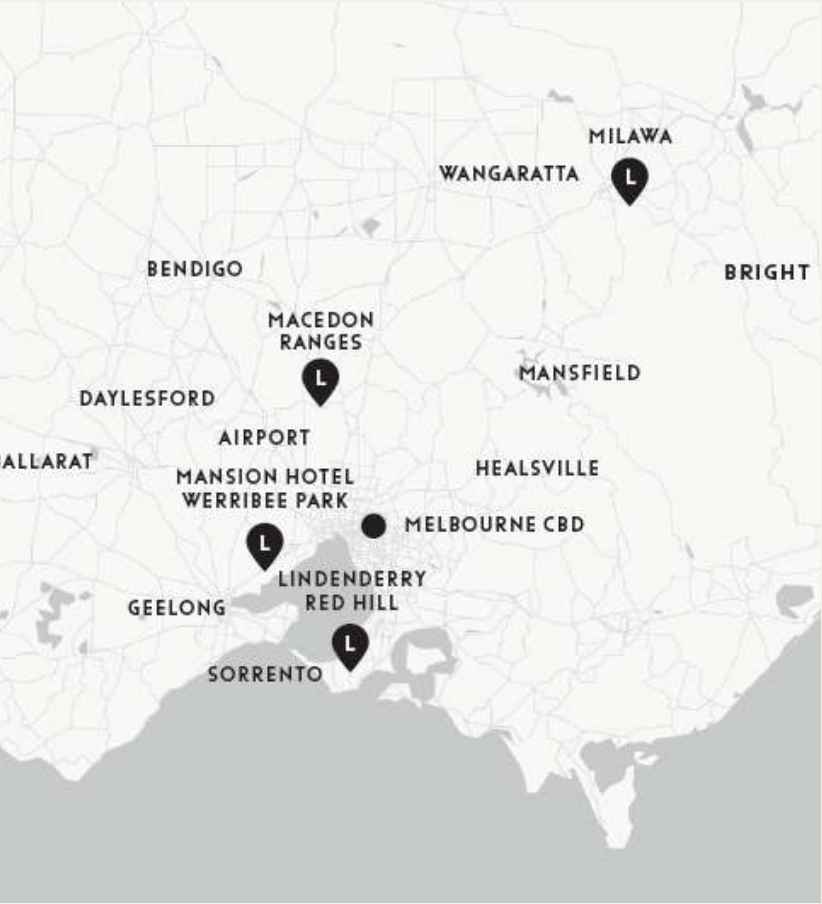 MILAWA
WANGARATTA
L
BENDIGO
BRIGHT
MACEDON
RANGES
L
MANSFIELD
DAYLESFORD
AIRPORT
ALLARAT
HEALSVILLE
MANSION HOTEL
WERRIBEE PARK
MELBOURNE CBD
L
LINDENDERRY
RED HILL
GEELONG
L
SORRENTO